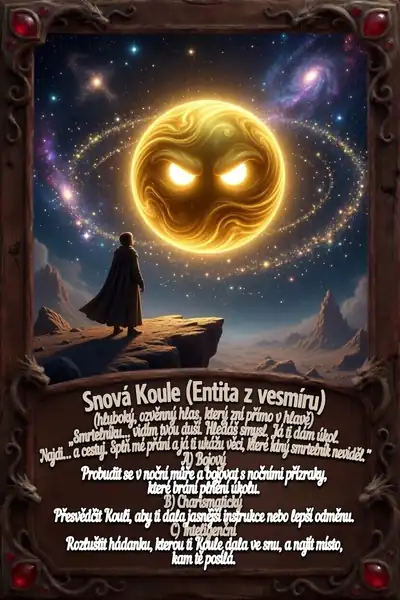 Snová Koule (Entita z vesmíru)
(hluboký, ozvěnný hlas, který zní přímo v hlavě)
„Smrtelníku... vidím tvou duši. Hledáš smysl. Já ti dám úkol.
Najdi... a cestuj. Splň mé přání a já ti ukážu věci, které žádný smrtelník neviděl."
A) Bojový
Probudit se v noční můře a bojovat s nočními přízraky,
které brání plnění úkolu.
B) Charismatický
Přesvědčit Kouli, aby ti dala jasnější instrukce nebo lepší odměnu.
C) Inteligenční
Rozluštit hádanku, kterou ti Koule dala ve snu, a najít místo,
kam tě posílá.